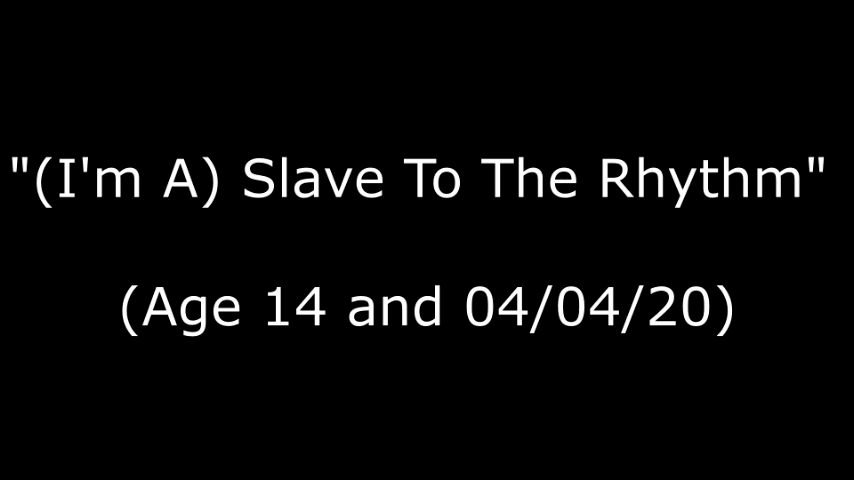 "(I'm A) Slave To The Rhythm"
(Age 14 and 04/04/20)